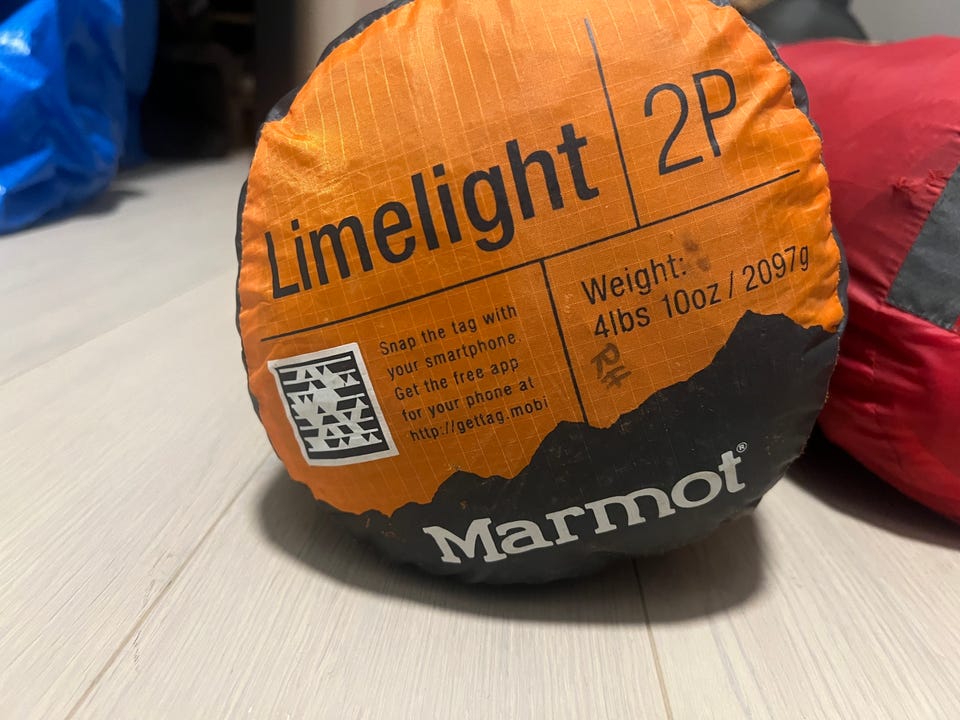 Limelight
2P
Snap the tag with
your smartphone.
Get the free app
for your phone at
http://gettag.mobi
Weight:
4lbs 10oz / 2097g
RH
Marmot®